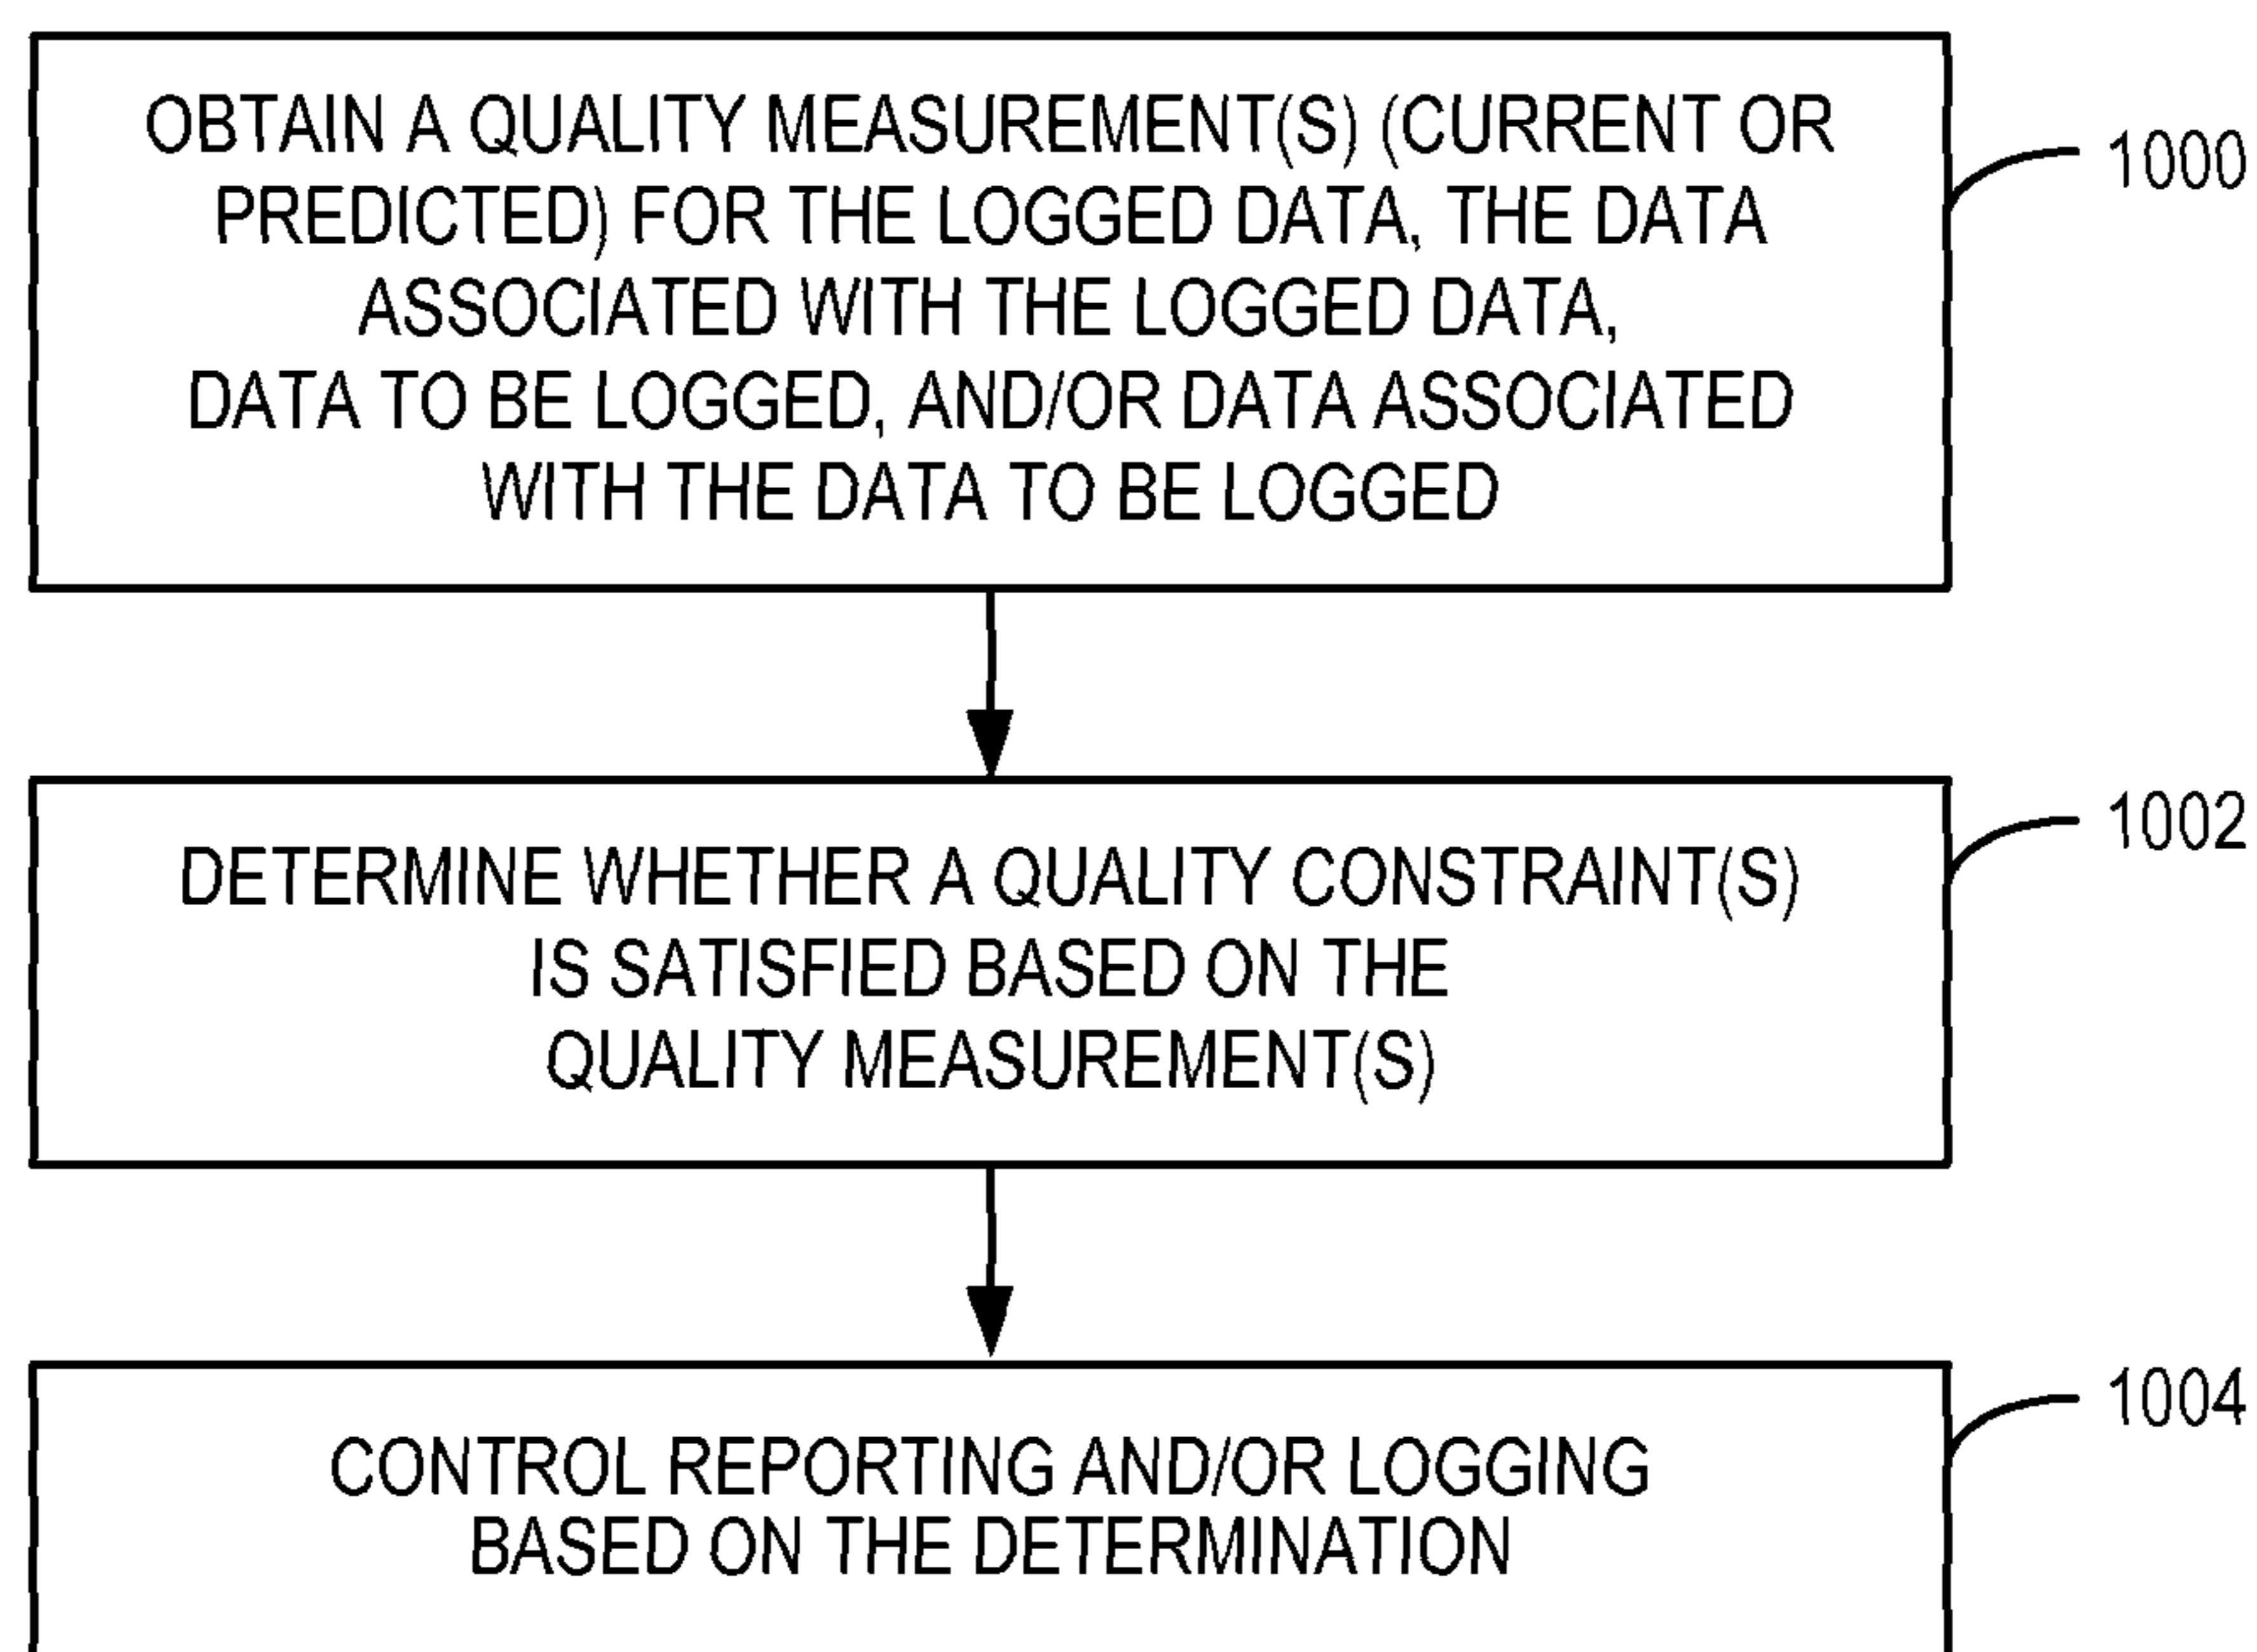 OBTAIN A QUALITY MEASUREMENT(S) (CURRENT OR
PREDICTED) FOR THE LOGGED DATA, THE DATA
ASSOCIATED WITH THE LOGGED DATA,
DATA TO BE LOGGED, AND/OR DATA ASSOCIATED
WITH THE DATA TO BE LOGGED
1000
DETERMINE WHETHER A QUALITY CONSTRAINT(S)
IS SATISFIED BASED ON THE
QUALITY MEASUREMENT(S)
1002
CONTROL REPORTING AND/OR LOGGING
BASED ON THE DETERMINATION
1004